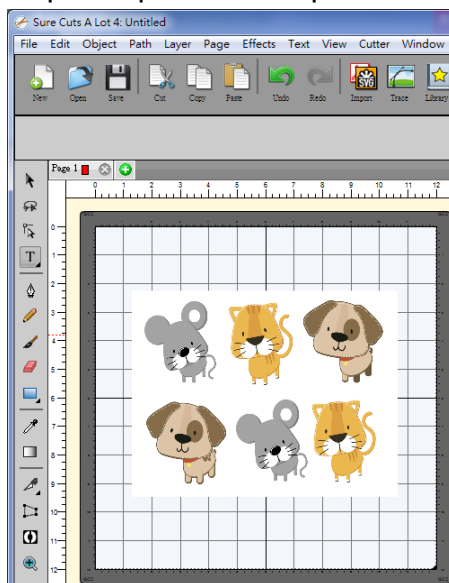 Sure Cuts A Lot 4: Untitled
File Edit Object Path Layer Page Effects Text View Cutter Window
New Open Save Cut Copy Paste Undo Redo Import Trace Library
SVG
Page 1
0 1 2 3 4 5 6 7 8 9 10 11 12
T
0
1
2
3
4
5
6
7
8
9
10
11
12